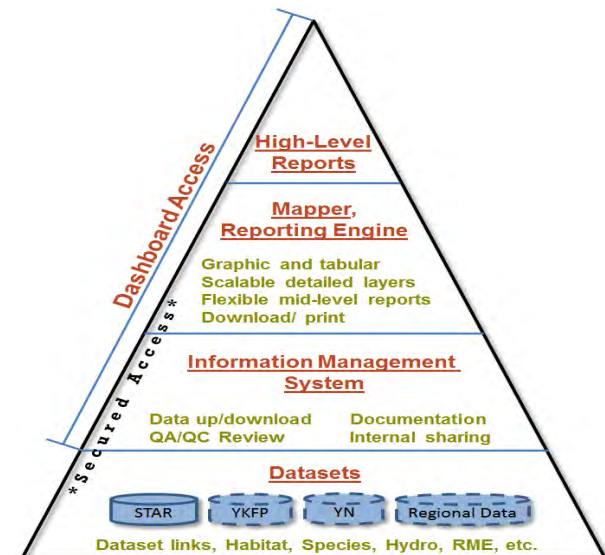 High-Level
Reports
Dashboard Access
Mapper,
Reporting Engine
Graphic and tabular
Scalable detailed layers
Flexible mid-level reports
Download/ print
*Secured Access*
Information Management
System
Data up/download Documentation
QA/QC Review Internal sharing
Datasets
STAR YKFP YN Regional Data
Dataset links, Habitat, Species, Hydro, RME, etc.